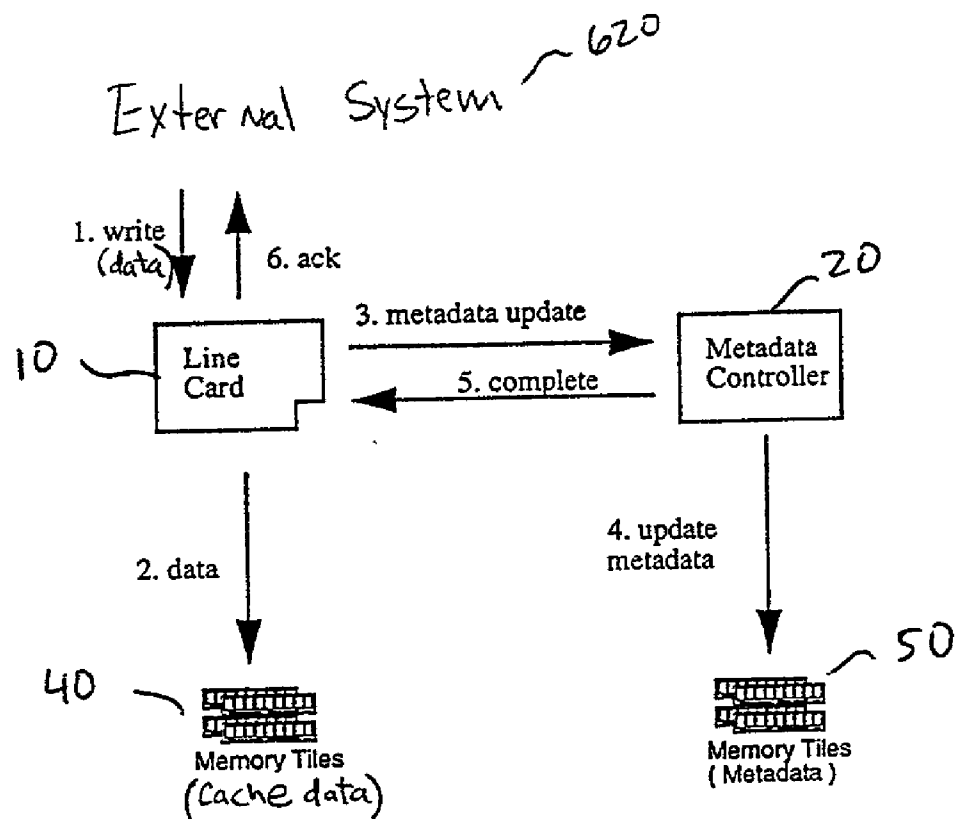 620
External System
1. write
(data)
6. ack
3. metadata update
20
10
Line
Card
Metadata
Controller
5. complete
2. data
4. update
metadata
40
50
Memory Tiles
(Cache data)
Memory Tiles
( Metadata )